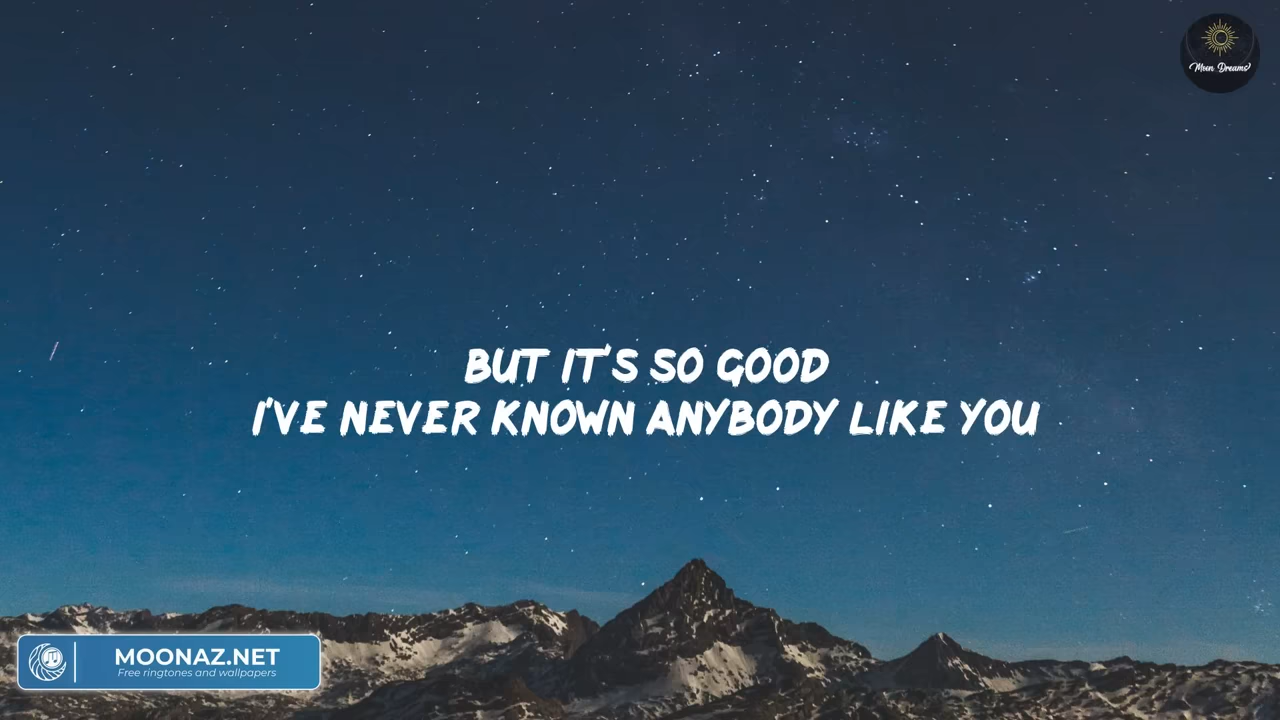 Moon Dreams
BUT IT'S SO GOOD
I'VE NEVER KNOWN ANYBODY LIKE YOU
MOONAZ.NET
Free ringtones and wallpapers